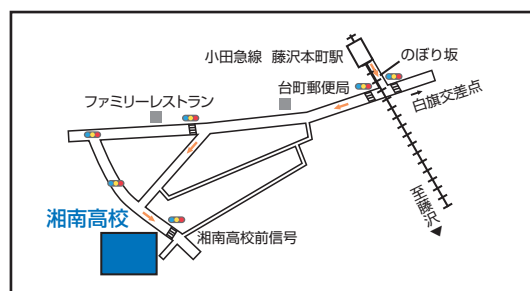 小田急線 藤沢本町駅
のぼり坂
台町郵便局
白旗交差点
ファミリーレストラン
至藤沢
湘南高校
湘南高校前信号